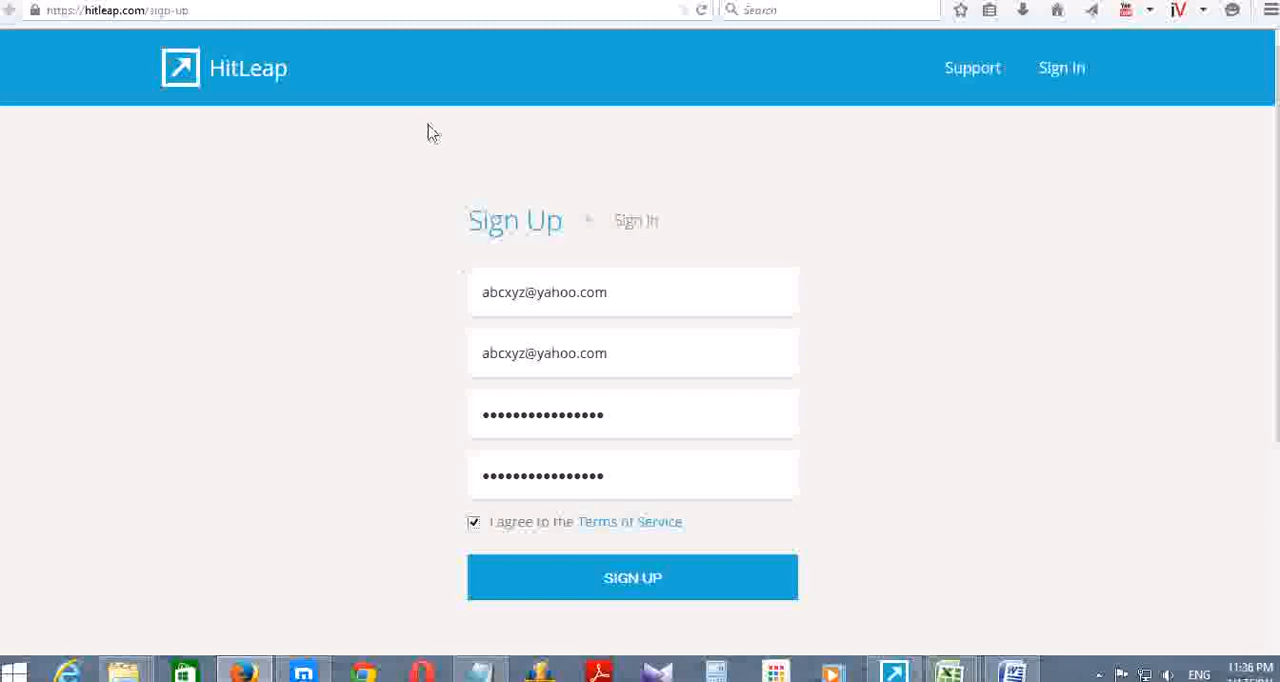 https://hitleap.com/sign-up
Search
HitLeap
Support
Sign In
Sign Up
Sign In
abcxyz@yahoo.com
abcxyz@yahoo.com
I agree to the Terms of Service
SIGN UP
ENG
11:36 PM